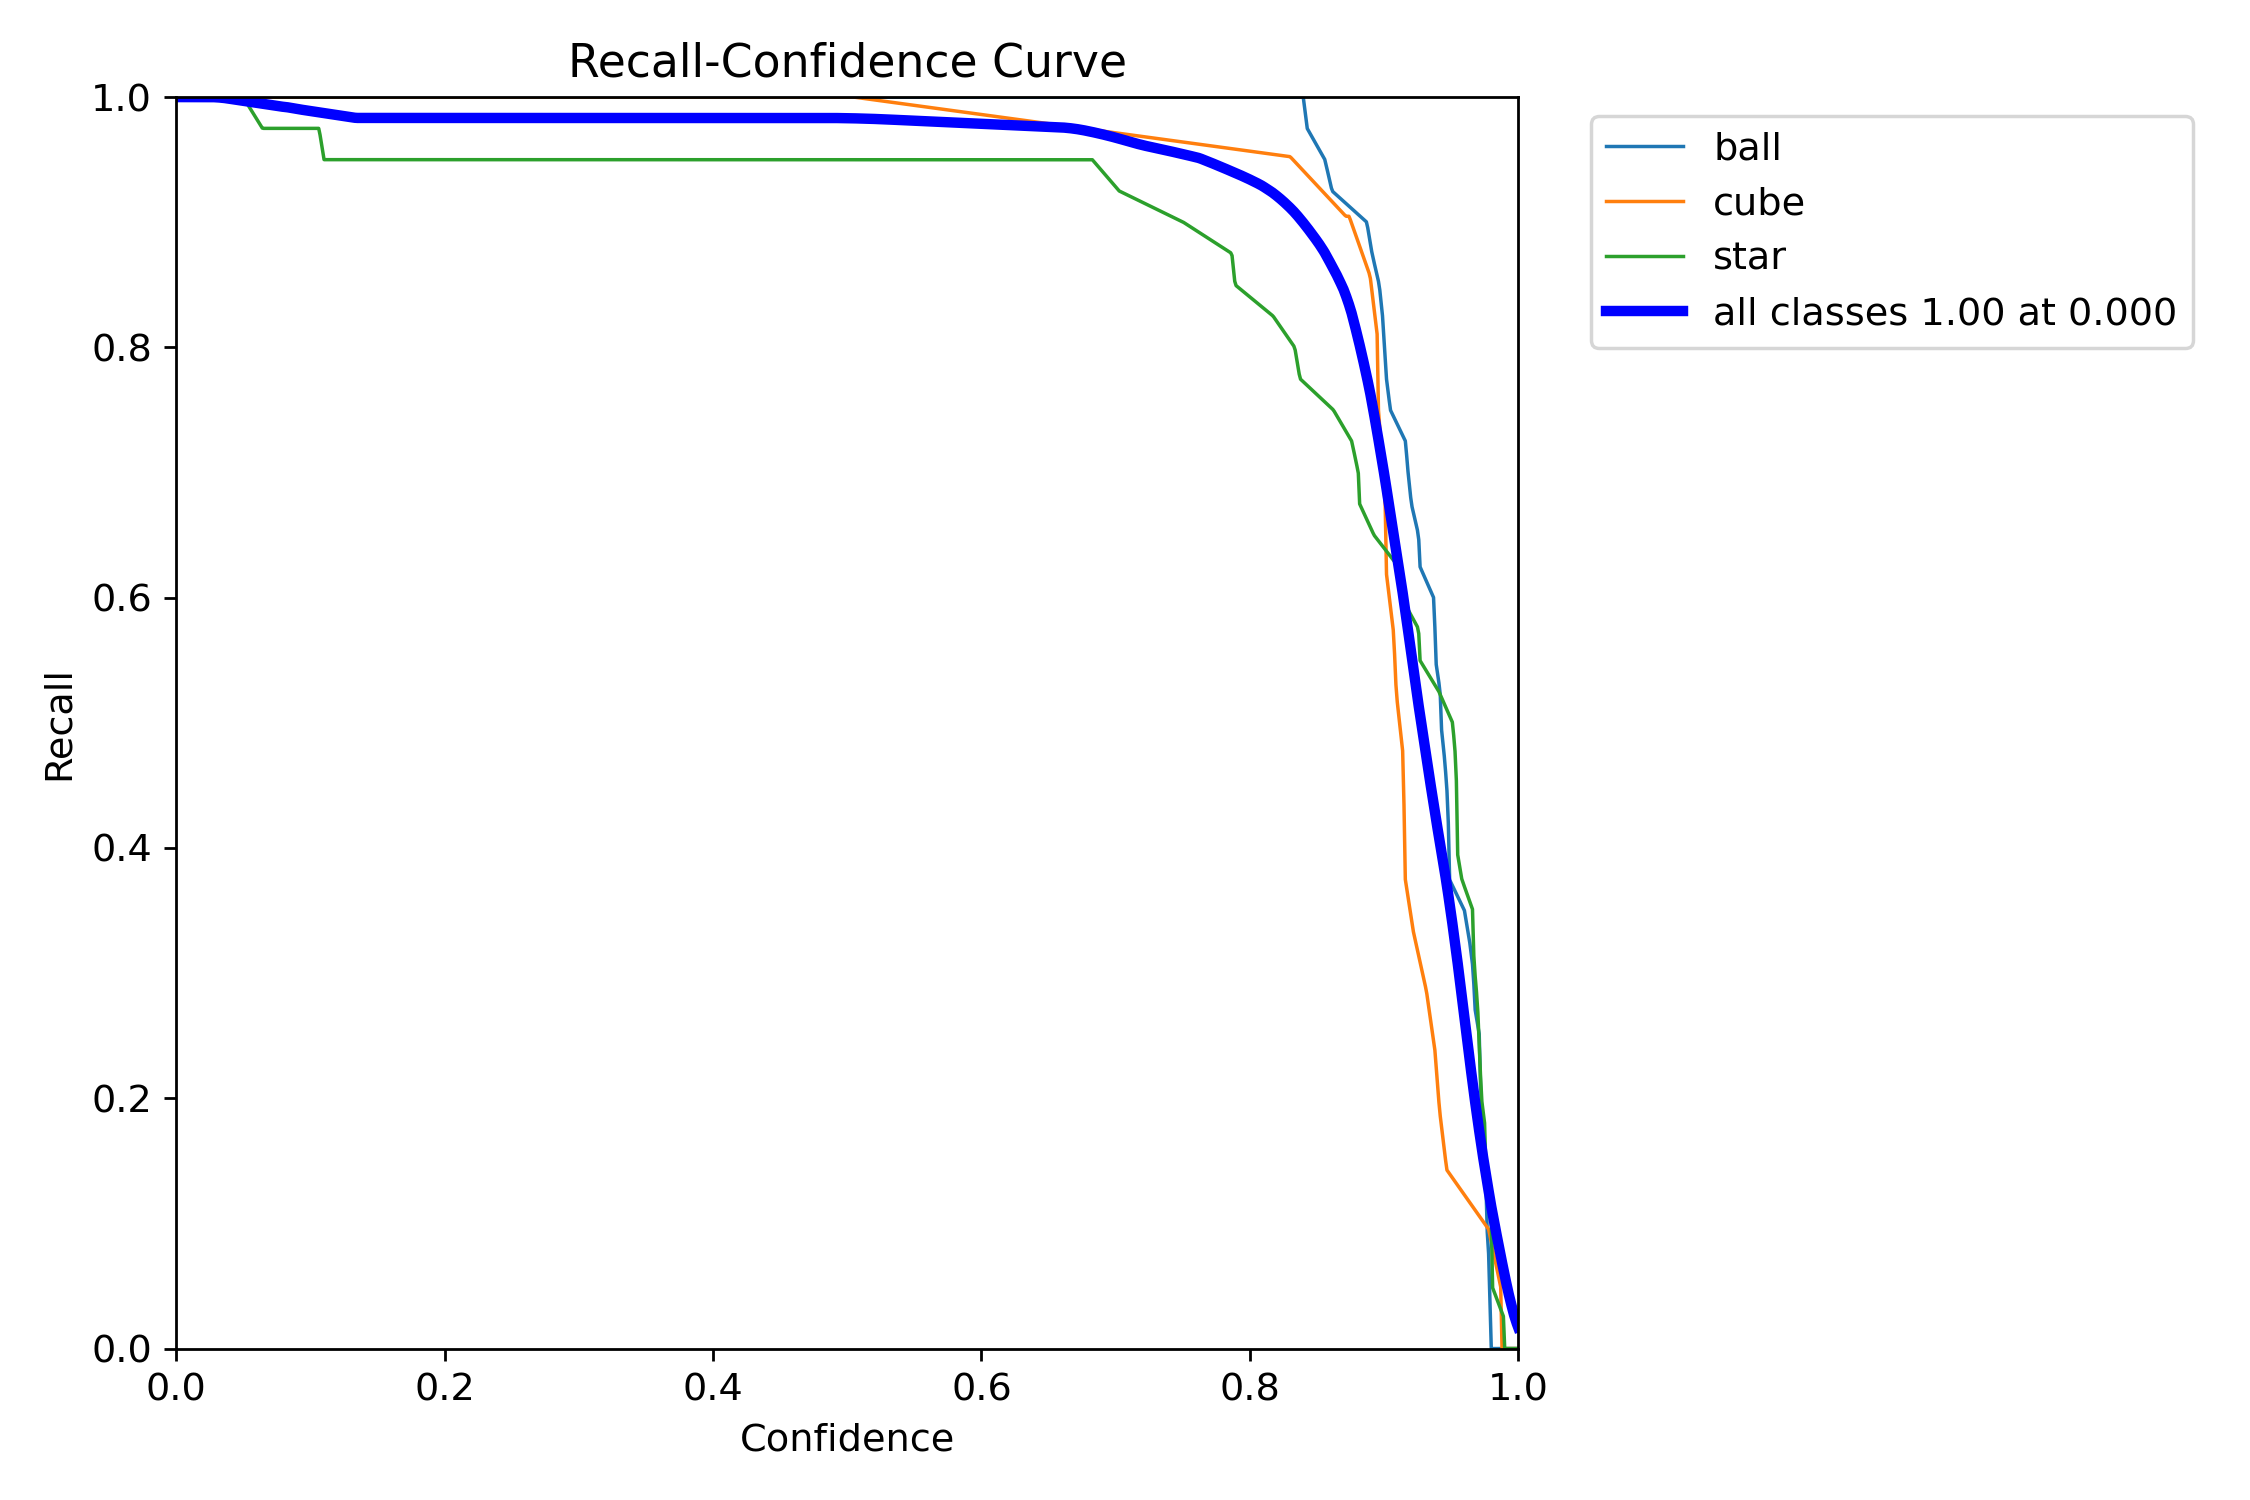 Recall-Confidence Curve
1.0
0.8
0.6
0.4
0.2
0.0
Recall
0.0 0.2 0.4 0.6 0.8 1.0
Confidence
ball
cube
star
all classes 1.00 at 0.000